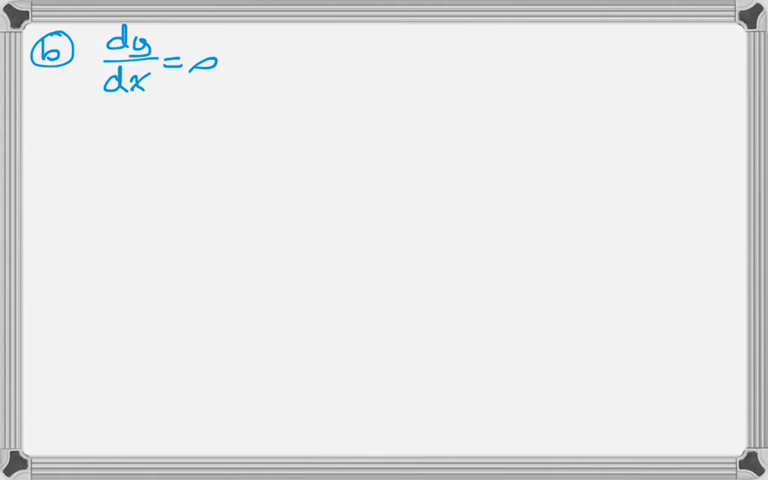 ⓑ dy/dx = ∞